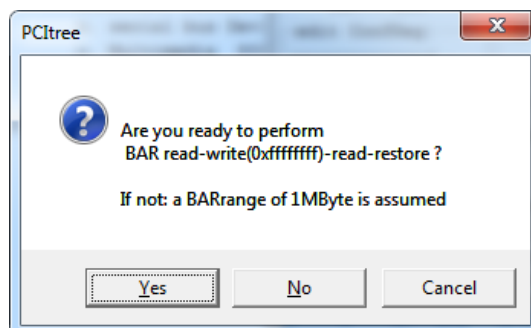 PCItree
Are you ready to perform
BAR read-write(0xffffffff)-read-restore ?
If not: a BARrange of 1MByte is assumed
Yes
No
Cancel